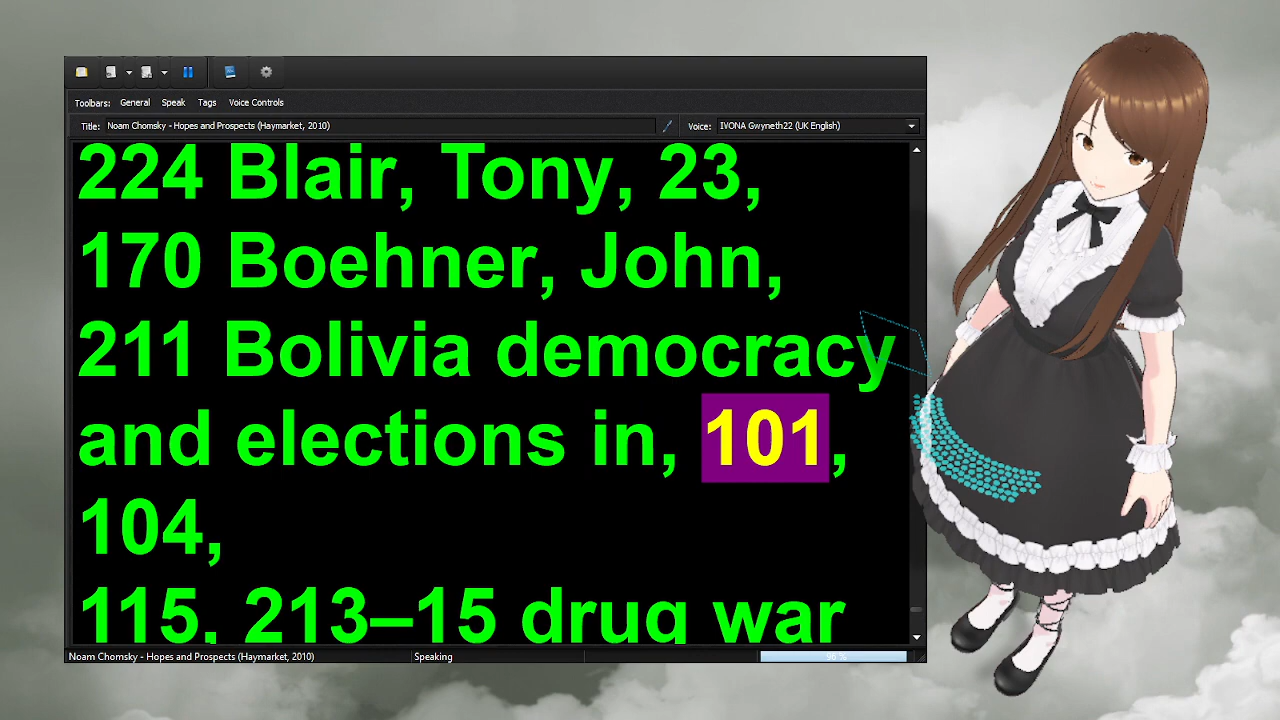 Toolbars: General Speak Tags Voice Controls
Title: Noam Chomsky - Hopes and Prospects (Haymarket, 2010) Voice: IVONA Gwyneth22 (UK English)
224 Blair, Tony, 23,
170 Boehner, John,
211 Bolivia democracy
and elections in, 101,
104,
115, 213–15 drug war
Noam Chomsky - Hopes and Prospects (Haymarket, 2010) Speaking 96 %